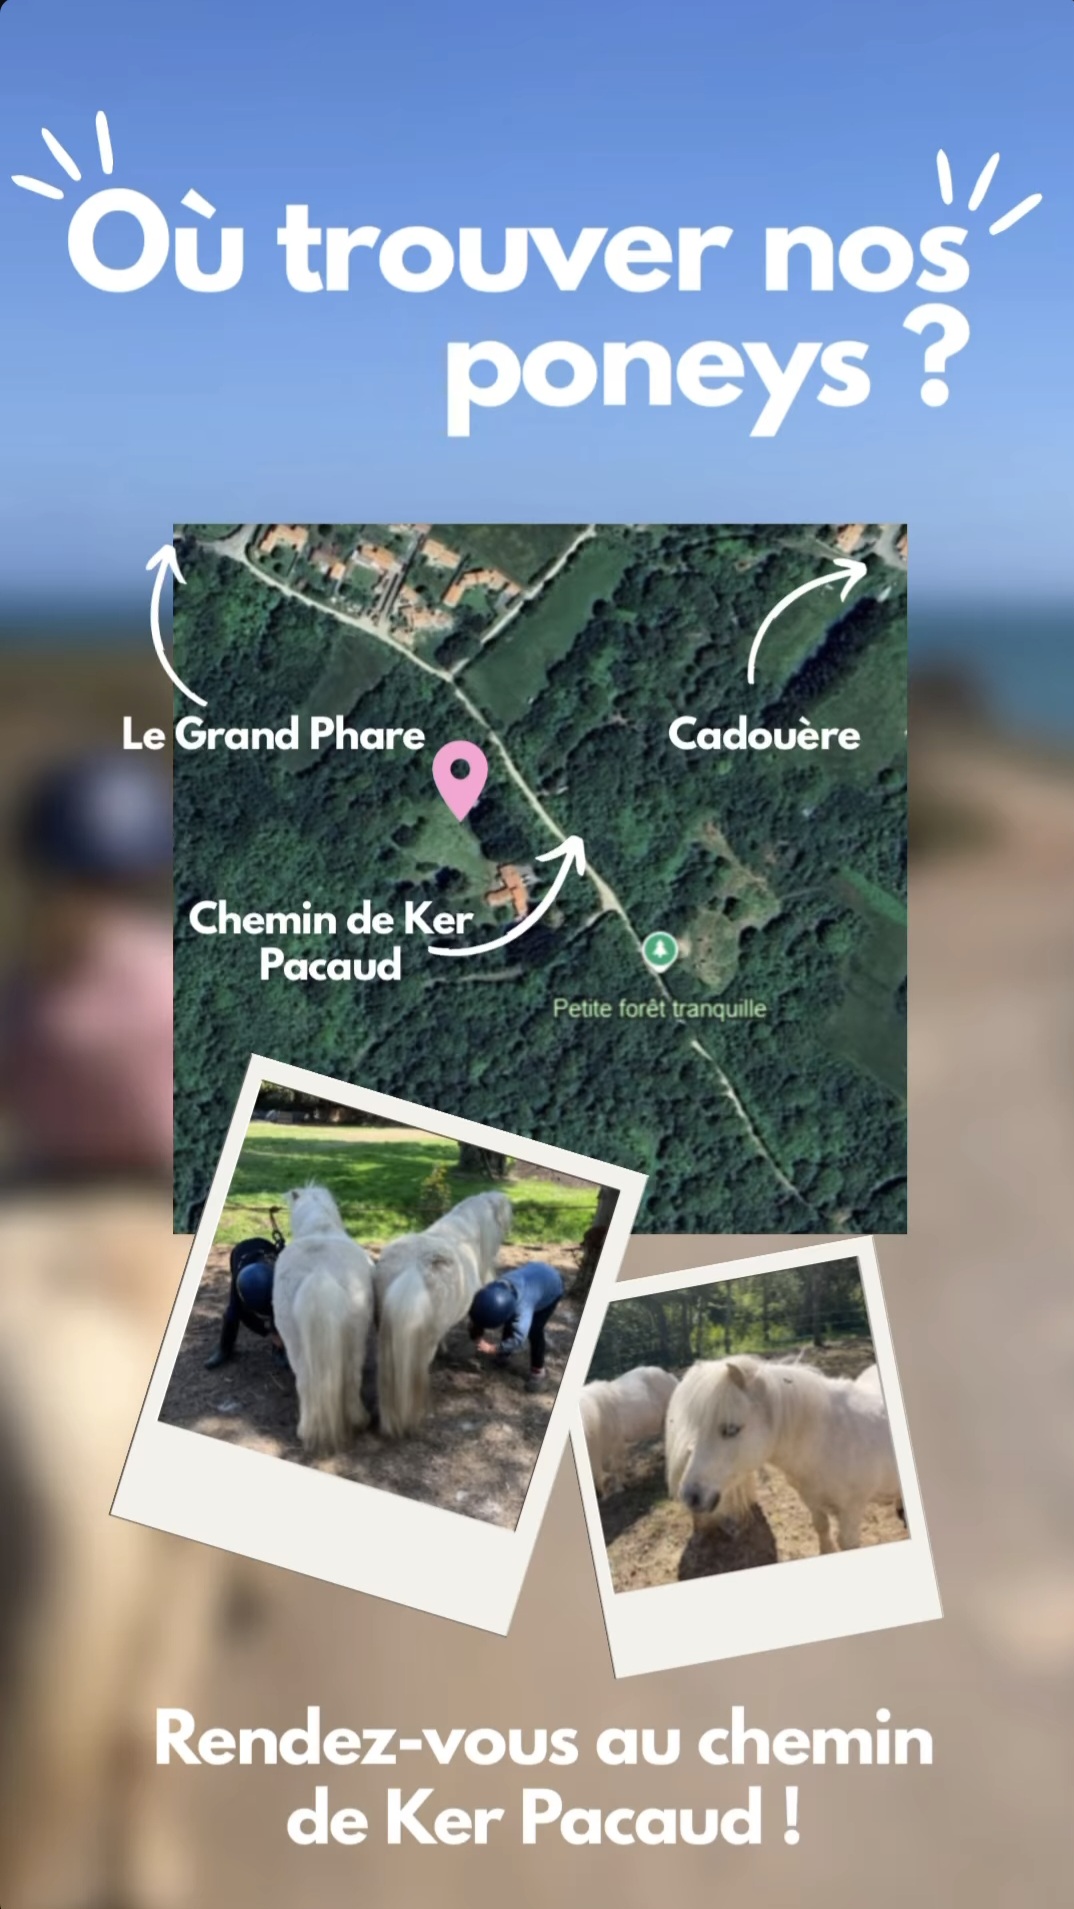 Où trouver nos
poneys ?
Le Grand Phare
Cadouère
Chemin de Ker
Pacaud
Petite forêt tranquille
Rendez-vous au chemin
de Ker Pacaud !